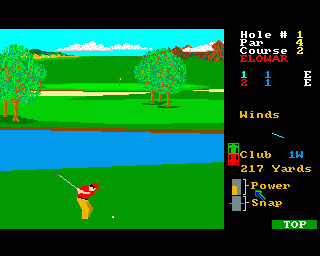 Hole # 1
Par 4
Course 2
ELOWAR
1 1 E
2 1 E
Winds
Club 1W
217 Yards
Power
Snap
TOP